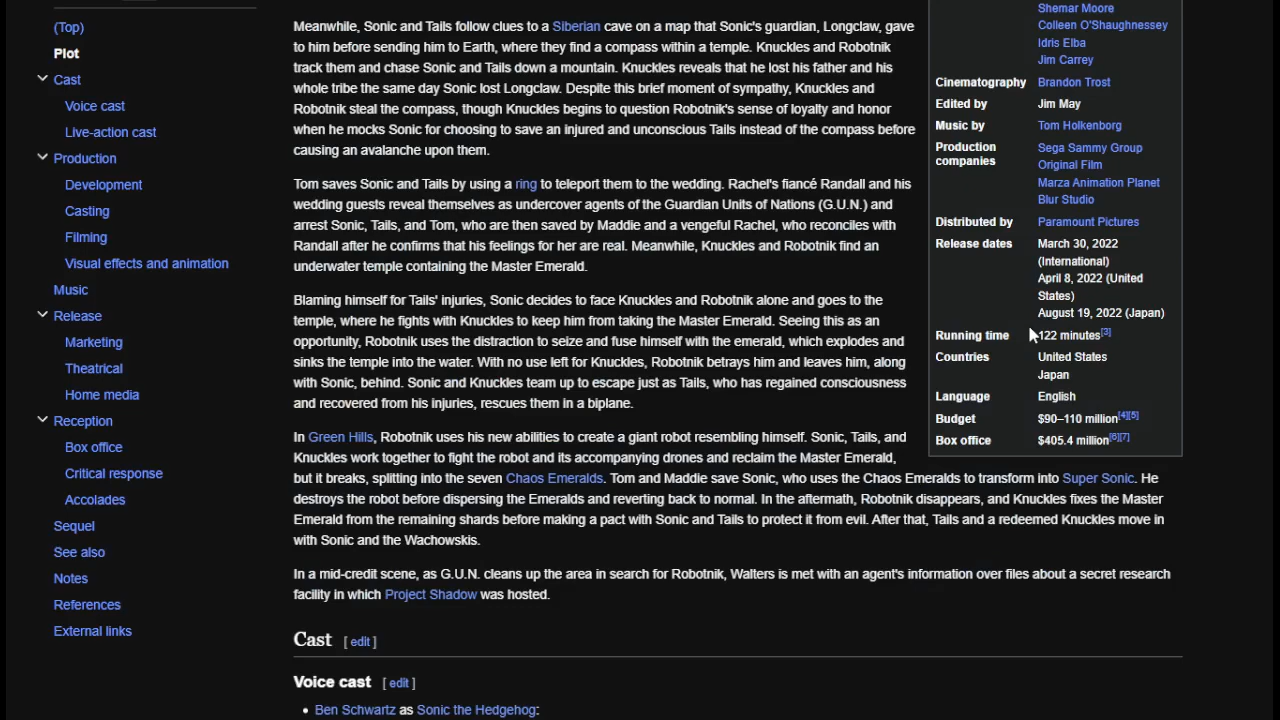 (Top)
Plot
Cast
Voice cast
Live-action cast
Production
Development
Casting
Filming
Visual effects and animation
Music
Release
Marketing
Theatrical
Home media
Reception
Box office
Critical response
Accolades
Sequel
See also
Notes
References
External links
Meanwhile, Sonic and Tails follow clues to a Siberian cave on a map that Sonic's guardian, Longclaw, gave
to him before sending him to Earth, where they find a compass within a temple. Knuckles and Robotnik
track them and chase Sonic and Tails down a mountain. Knuckles reveals that he lost his father and his
whole tribe the same day Sonic lost Longclaw. Despite this brief moment of sympathy, Knuckles and
Robotnik steal the compass, though Knuckles begins to question Robotnik's sense of loyalty and honor
when he mocks Sonic for choosing to save an injured and unconscious Tails instead of the compass before
causing an avalanche upon them.
Tom saves Sonic and Tails by using a ring to teleport them to the wedding. Rachel's fiancé Randall and his
wedding guests reveal themselves as undercover agents of the Guardian Units of Nations (G.U.N.) and
arrest Sonic, Tails, and Tom, who are then saved by Maddie and a vengeful Rachel, who reconciles with
Randall after he confirms that his feelings for her are real. Meanwhile, Knuckles and Robotnik find an
underwater temple containing the Master Emerald.
Blaming himself for Tails' injuries, Sonic decides to face Knuckles and Robotnik alone and goes to the
temple, where he fights with Knuckles to keep him from taking the Master Emerald. Seeing this as an
opportunity, Robotnik uses the distraction to seize and fuse himself with the emerald, which explodes and
sinks the temple into the water. With no use left for Knuckles, Robotnik betrays him and leaves him, along
with Sonic, behind. Sonic and Knuckles team up to escape just as Tails, who has regained consciousness
and recovered from his injuries, rescues them in a biplane.
In Green Hills, Robotnik uses his new abilities to create a giant robot resembling himself. Sonic, Tails, and
Knuckles work together to fight the robot and its accompanying drones and reclaim the Master Emerald,
but it breaks, splitting into the seven Chaos Emeralds. Tom and Maddie save Sonic, who uses the Chaos Emeralds to transform into Super Sonic. He
destroys the robot before dispersing the Emeralds and reverting back to normal. In the aftermath, Robotnik disappears, and Knuckles fixes the Master
Emerald from the remaining shards before making a pact with Sonic and Tails to protect it from evil. After that, Tails and a redeemed Knuckles move in
with Sonic and the Wachowskis.
In a mid-credit scene, as G.U.N. cleans up the area in search for Robotnik, Walters is met with an agent's information over files about a secret research
facility in which Project Shadow was hosted.
Cast [ edit ]
Voice cast [ edit ]
• Ben Schwartz as Sonic the Hedgehog:
Shemar Moore
Colleen O'Shaughnessey
Idris Elba
Jim Carrey
Cinematography Brandon Trost
Edited by Jim May
Music by Tom Holkenborg
Production companies Sega Sammy Group
Original Film
Marza Animation Planet
Blur Studio
Distributed by Paramount Pictures
Release dates March 30, 2022
(International)
April 8, 2022 (United
States)
August 19, 2022 (Japan)
Running time 122 minutes[3]
Countries United States
Japan
Language English
Budget $90–110 million[4][5]
Box office $405.4 million[6][7]